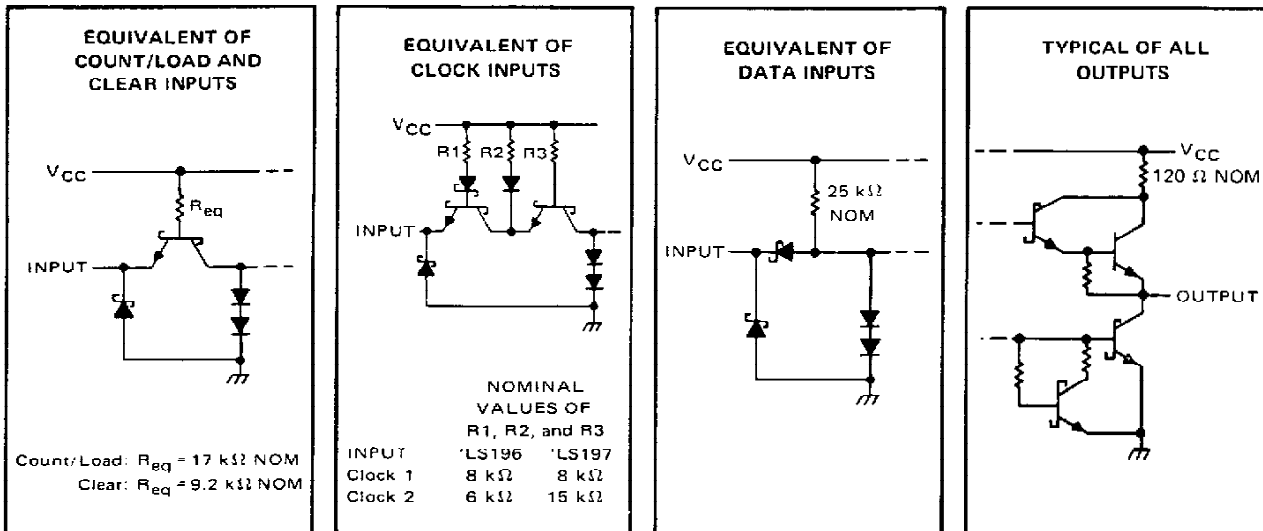 EQUIVALENT OF
COUNT/LOAD AND
CLEAR INPUTS
VCC
Req
INPUT
Count/Load: Req = 17 kΩ NOM
Clear: Req = 9.2 kΩ NOM
EQUIVALENT OF
CLOCK INPUTS
VCC
R1 R2 R3
INPUT
NOMINAL
VALUES OF
R1, R2, and R3
INPUT 'LS196 'LS197
Clock 1 8 kΩ 8 kΩ
Clock 2 6 kΩ 15 kΩ
EQUIVALENT OF
DATA INPUTS
VCC
25 kΩ
NOM
INPUT
TYPICAL OF ALL
OUTPUTS
VCC
120 Ω NOM
OUTPUT